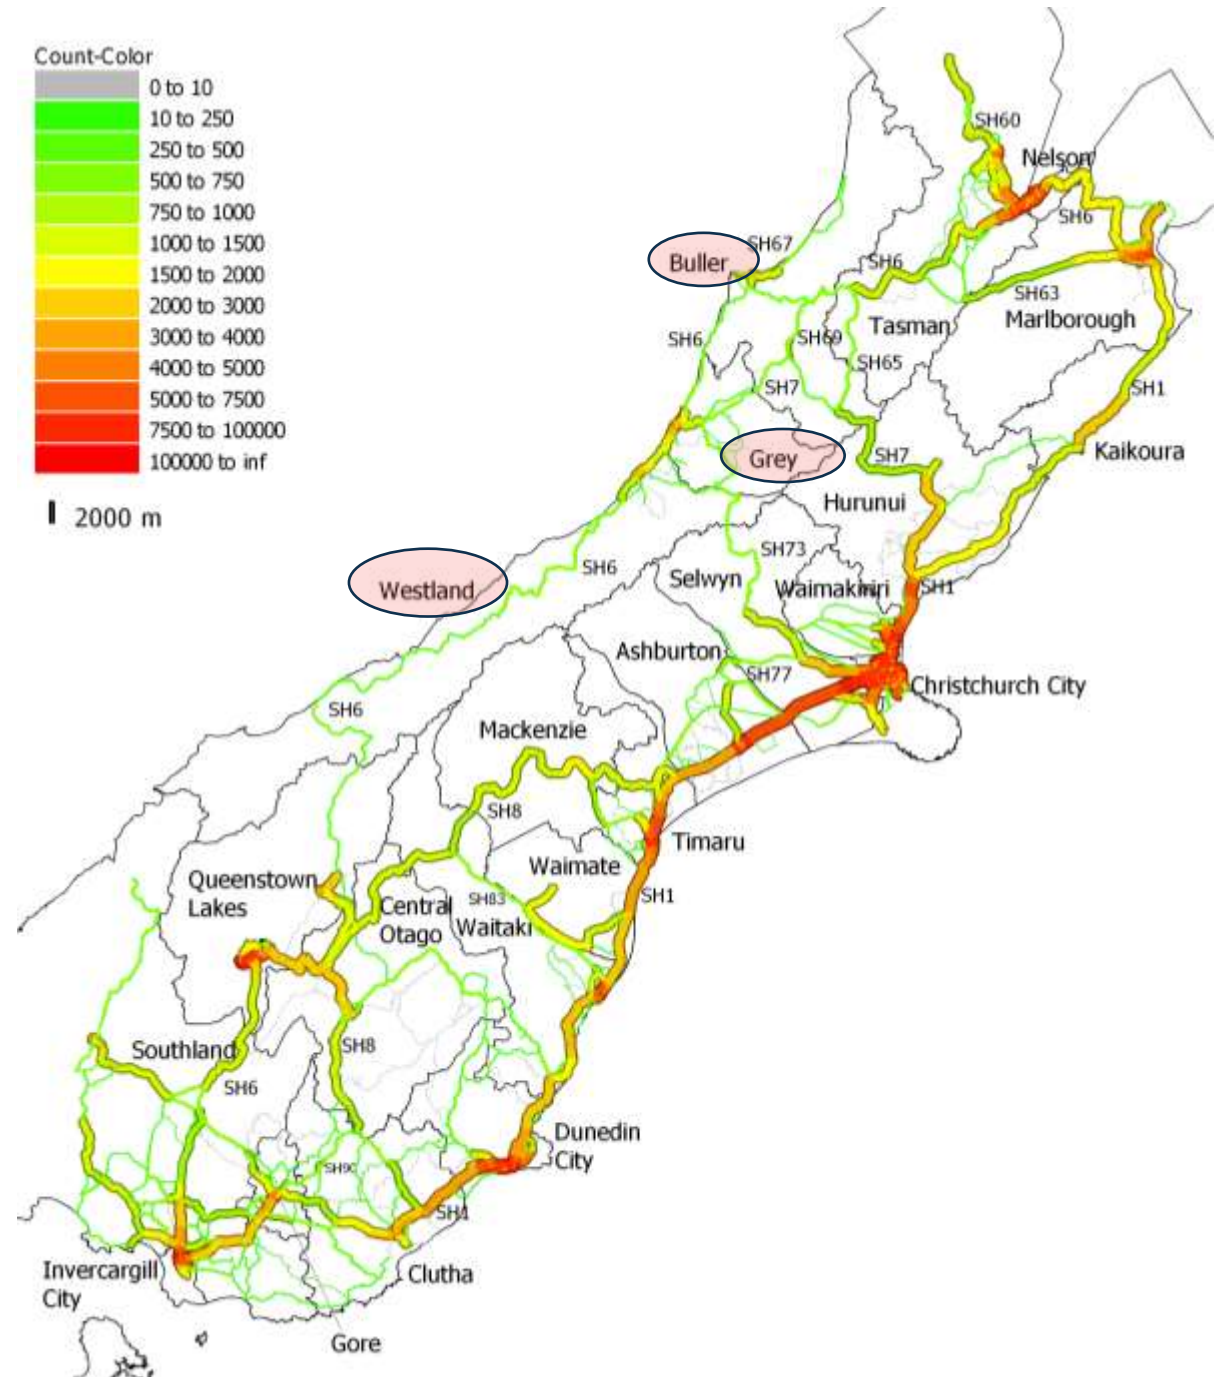 Count-Color
0 to 10
10 to 250
250 to 500
500 to 750
750 to 1000
1000 to 1500
1500 to 2000
2000 to 3000
3000 to 4000
4000 to 5000
5000 to 7500
7500 to 100000
100000 to inf
2000 m
SH60
Nelson
SH6
SH67
Buller
SH6
SH63
Tasman
Marlborough
SH6
SH69
SH65
SH7
SH1
Kaikoura
Grey
SH7
Hurunui
SH73
SH6
Selwyn
Waimakiriri
SH1
Westland
Ashburton
SH77
Christchurch City
SH6
Mackenzie
SH8
Timaru
Waimate
Queenstown
Lakes
SH83
SH1
Central
Otago
Waitaki
Southland
SH8
SH6
Dunedin
City
SH90
SH1
Invercargill
City
Clutha
Gore